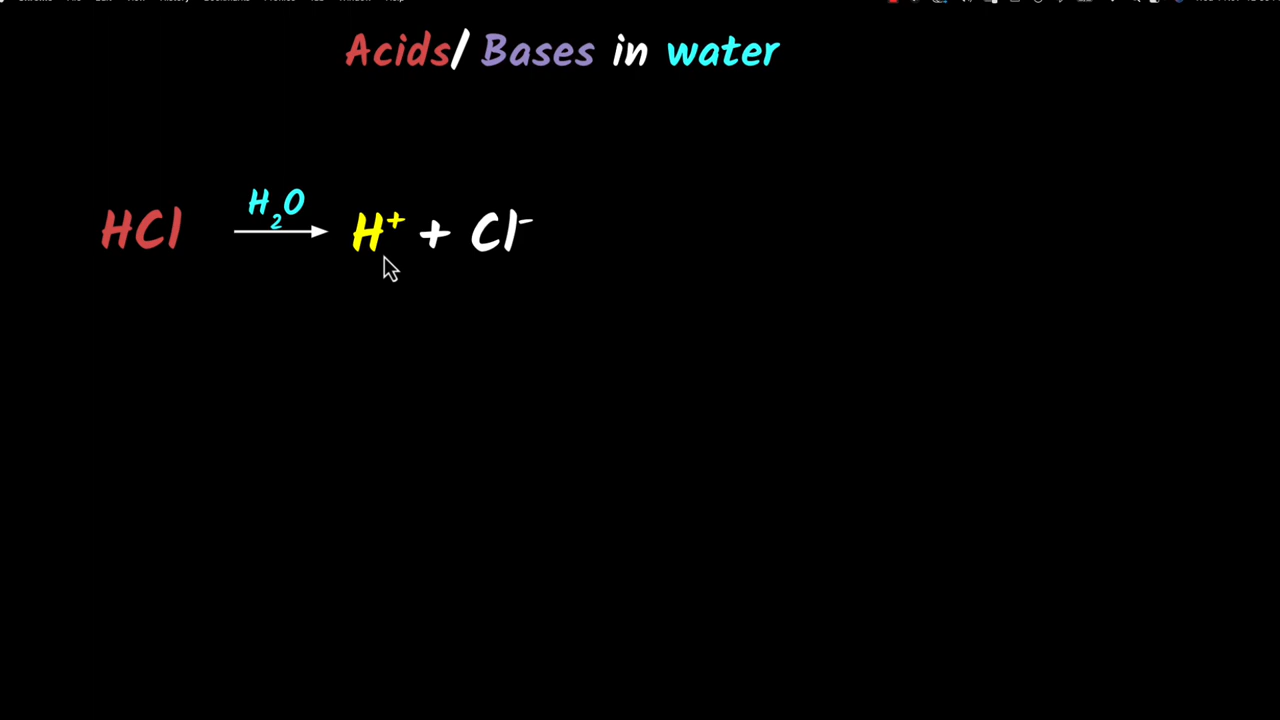 Acids/ Bases in water
H₂O
HCl → H⁺ + Cl⁻